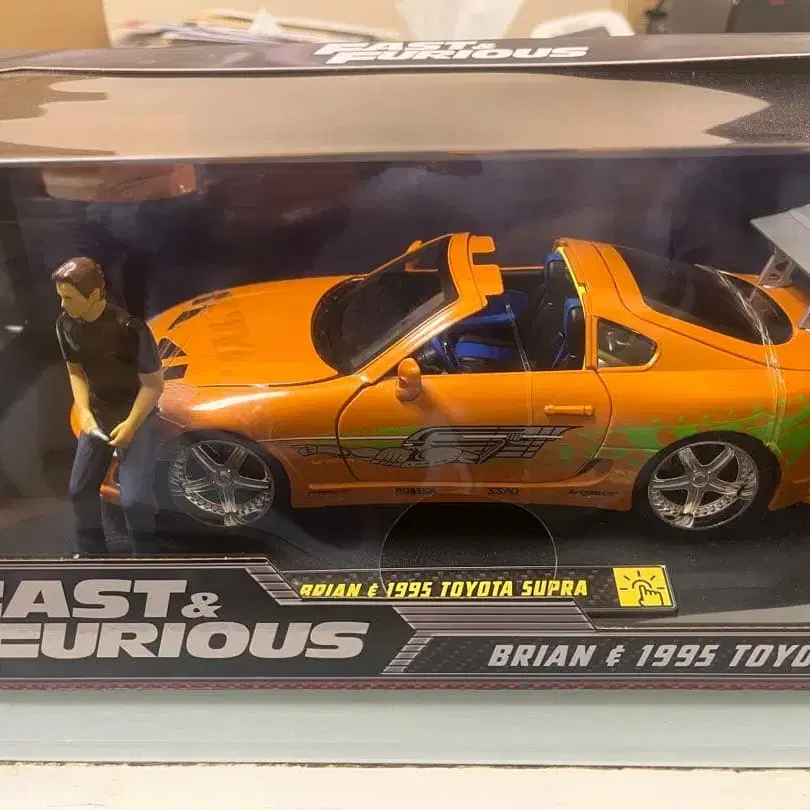 FAST &
FURIOUS
BRIAN & 1995 TOYOTA SUPRA
FAST &
FURIOUS
BRIAN & 1995 TOYO